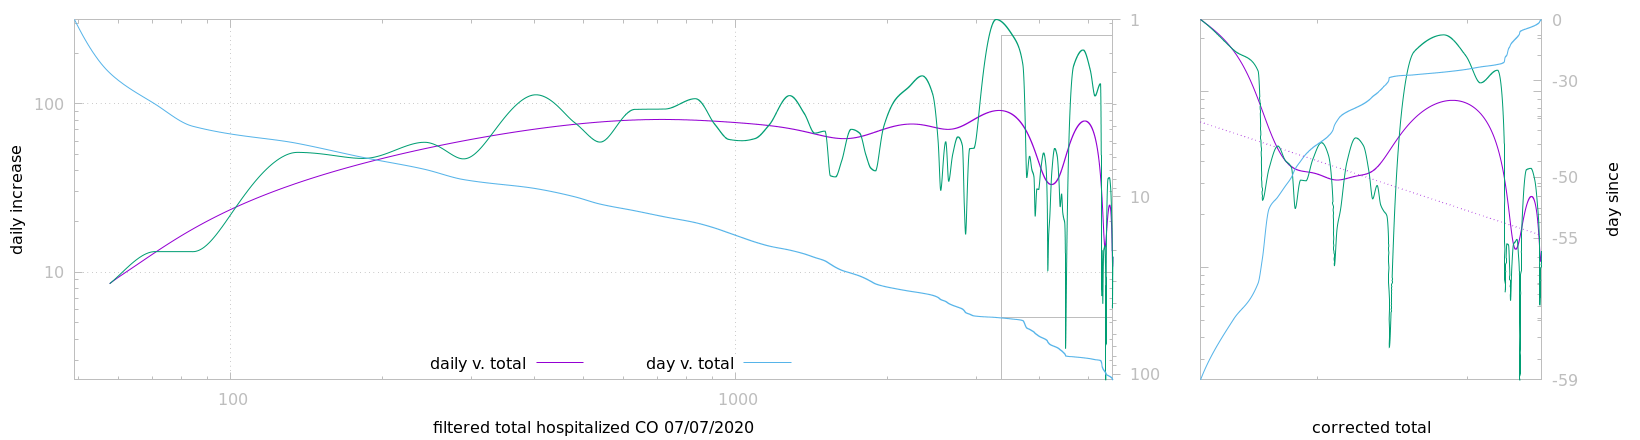 daily increase
100
10
daily v. total
day v. total
100
1000
filtered total hospitalized CO 07/07/2020
1
10
100
0
-30
-50
-55
-59
day since
corrected total